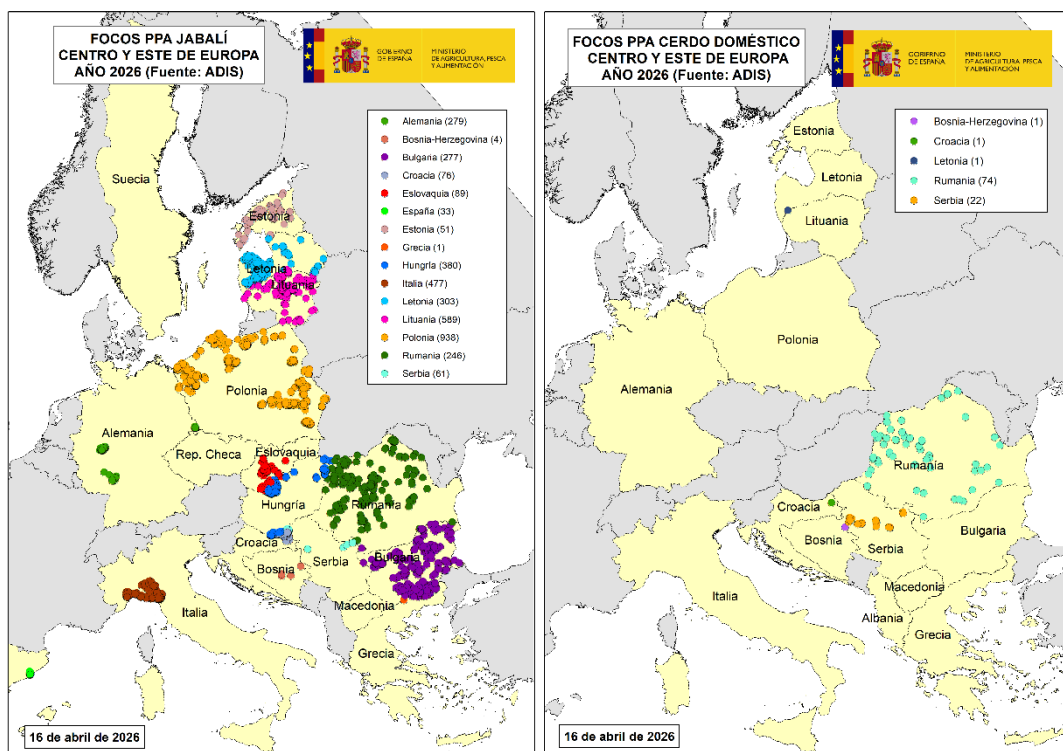 FOCOS PPA JABALÍ
CENTRO Y ESTE DE EUROPA
AÑO 2026 (Fuente: ADIS)
GOBIERNO
DE ESPAÑA
MINISTERIO
DE AGRICULTURA, PESCA
Y ALIMENTACIÓN
Alemania (279)
Bosnia-Herzegovina (4)
Bulgaria (277)
Croacia (76)
Eslovaquia (89)
España (33)
Estonia (51)
Grecia (1)
Hungría (380)
Italia (477)
Letonia (303)
Lituania (589)
Polonia (938)
Rumania (246)
Serbia (61)
Suecia
Estonia
Letonia
Lituania
Polonia
Alemania
Rep. Checa
Eslovaquia
Hungría
Rumanía
Croacia
Bosnia
Serbia
Bulgaria
Italia
Macedonia
Grecia
16 de abril de 2026
FOCOS PPA CERDO DOMÉSTICO
CENTRO Y ESTE DE EUROPA
AÑO 2026 (Fuente: ADIS)
GOBIERNO
DE ESPAÑA
MINISTERIO
DE AGRICULTURA, PESCA
Y ALIMENTACIÓN
Bosnia-Herzegovina (1)
Croacia (1)
Letonia (1)
Rumania (74)
Serbia (22)
Estonia
Letonia
Lituania
Polonia
Alemania
Rumanía
Croacia
Bosnia
Serbia
Bulgaria
Italia
Macedonia
Albania
Grecia
16 de abril de 2026